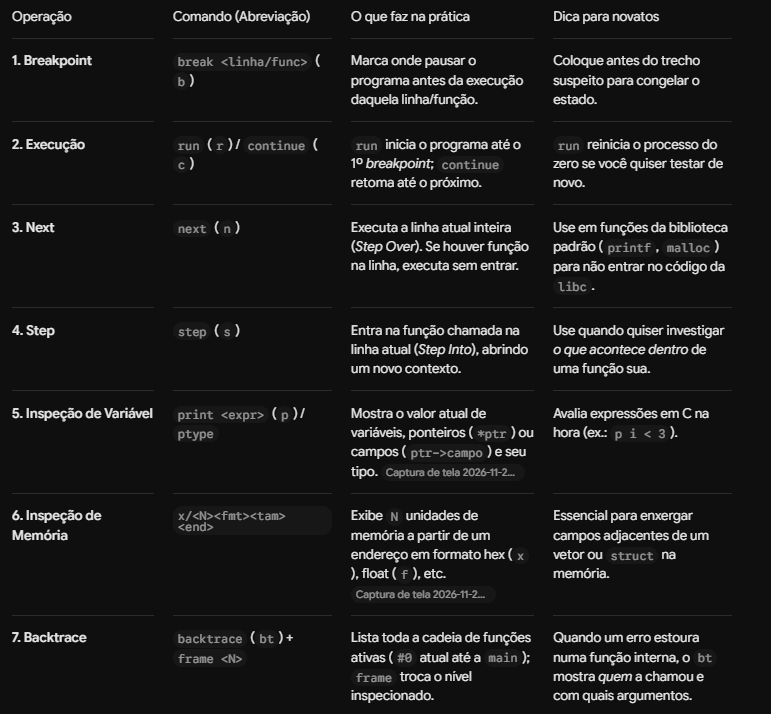 Operação
Comando (Abreviação)
O que faz na prática
Dica para novatos
1. Breakpoint
break <linha/func> (
b )
Marca onde pausar o
programa antes da execução
daquela linha/função.
Coloque antes do trecho
suspeito para congelar o
estado.
2. Execução
run ( r )/ continue (
c )
run inicia o programa até o
1º breakpoint; continue
retoma até o próximo.
run reinicia o processo do
zero se você quiser testar de
novo.
3. Next
next ( n )
Executa a linha atual inteira
(Step Over). Se houver função
na linha, executa sem entrar.
Use em funções da biblioteca
padrão ( printf , malloc )
para não entrar no código da
libc .
4. Step
step ( s )
Entra na função chamada na
linha atual (Step Into), abrindo
um novo contexto.
Use quando quiser investigar
o que acontece dentro de
uma função sua.
5. Inspeção de Variável
print <expr> ( p )/
ptype
Mostra o valor atual de
variáveis, ponteiros ( *ptr ) ou
campos ( ptr->campo ) e seu
tipo. Captura de tela 2026-11-2...
Avalia expressões em C na
hora (ex.: p i < 3 ).
6. Inspeção de
Memória
x/<N><fmt><tam>
<end>
Exibe N unidades de
memória a partir de um
endereço em formato hex ( x
), float ( f ), etc.
Captura de tela 2026-11-2...
Essencial para enxergar
campos adjacentes de um
vetor ou struct na
memória.
7. Backtrace
backtrace ( bt ) +
frame <N>
Lista toda a cadeia de funções
ativas ( #0 atual até a main );
frame troca o nível
inspecionado.
Quando um erro estoura
numa função interna, o bt
mostra quem a chamou e
com quais argumentos.